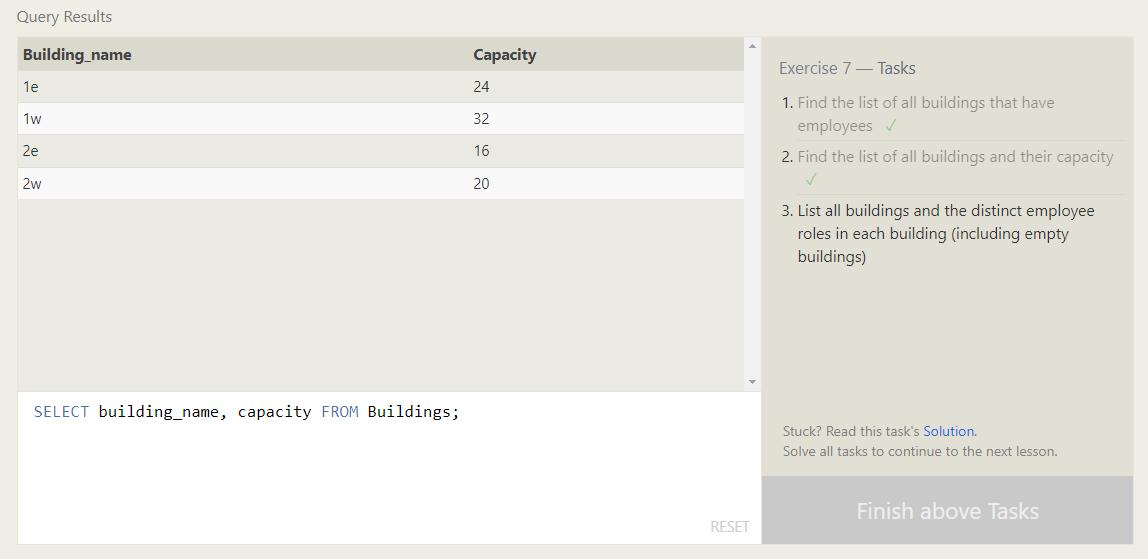 Query Results
Building_name Capacity
1e 24
1w 32
2e 16
2w 20
SELECT building_name, capacity FROM Buildings;
RESET
Exercise 7 — Tasks
1. Find the list of all buildings that have
employees ✓
2. Find the list of all buildings and their capacity
✓
3. List all buildings and the distinct employee
roles in each building (including empty
buildings)
Stuck? Read this task's Solution.
Solve all tasks to continue to the next lesson.
Finish above Tasks